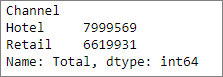 Channel
Hotel     7999569
Retail    6619931
Name: Total, dtype: int64